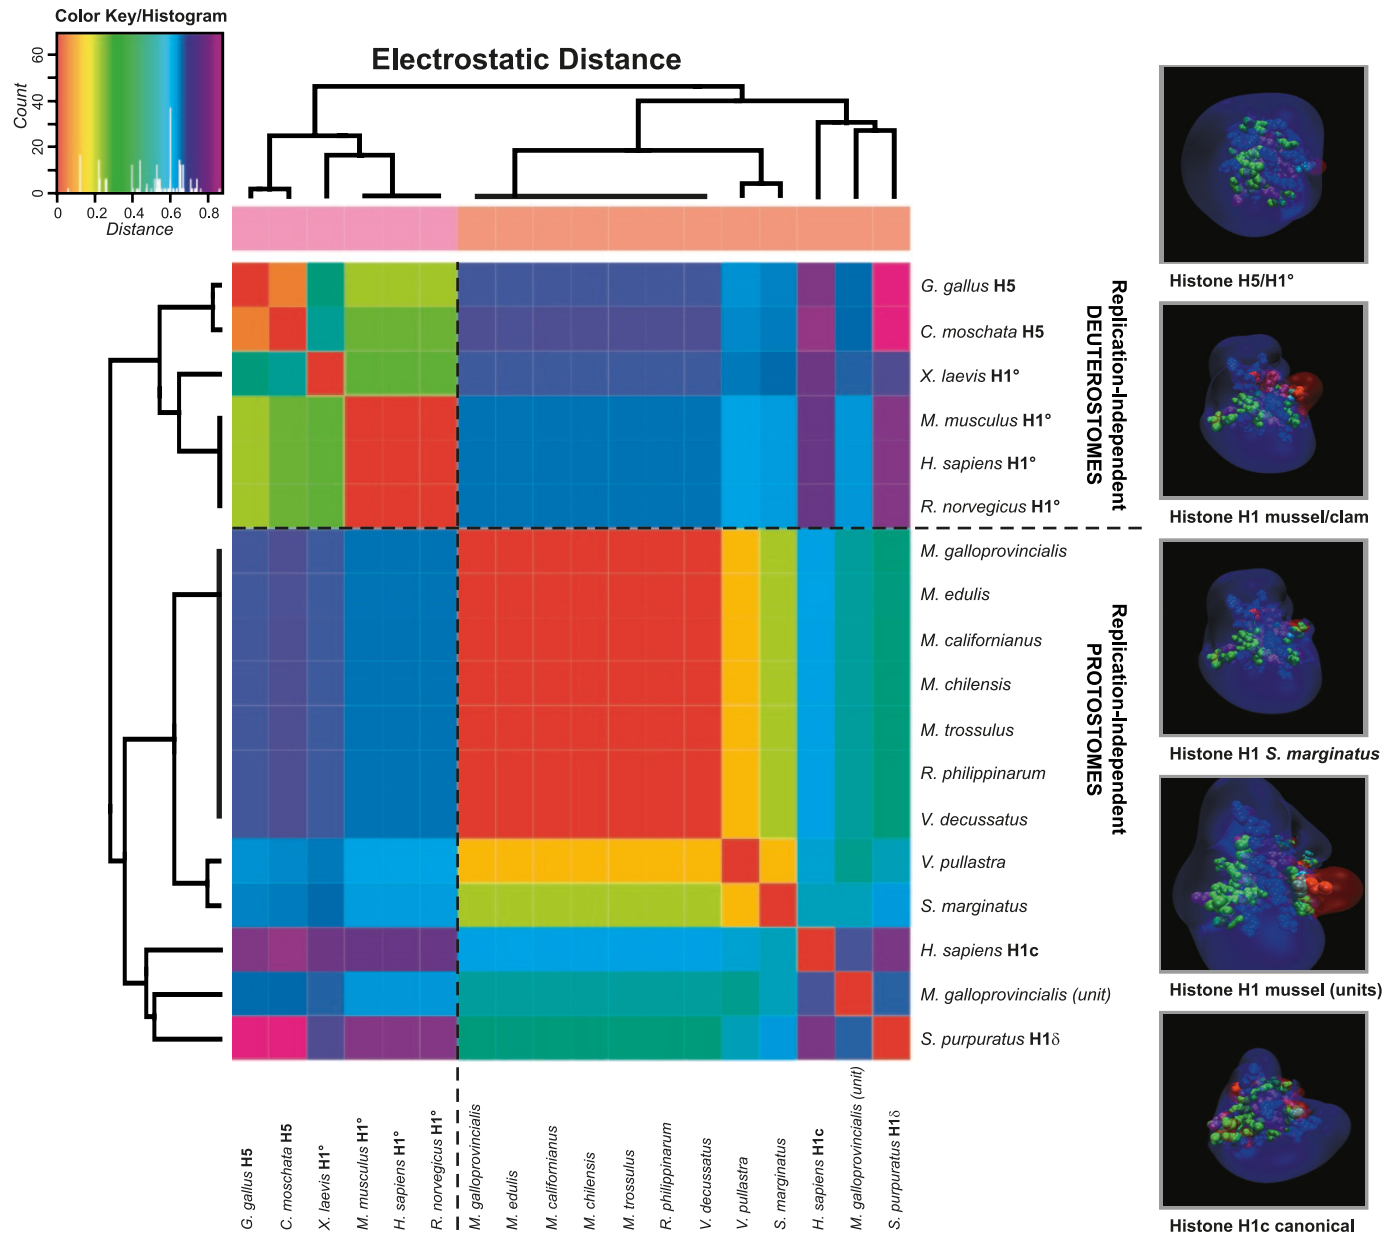 Color Key/Histogram
Count
0
20
40
60
0 0.2 0.4 0.6 0.8
Distance
Electrostatic Distance
G. gallus H5
C. moschata H5
X. laevis H1°
M. musculus H1°
H. sapiens H1°
R. norvegicus H1°
M. galloprovincialis
M. edulis
M. californianus
M. chilensis
M. trossulus
R. philippinarum
V. decussatus
V. pullastra
S. marginatus
H. sapiens H1c
M. galloprovincialis (unit)
S. purpuratus H1δ
Replication-Independent
DEUTEROSTOMES
Replication-Independent
PROTOSTOMES
G. gallus H5
C. moschata H5
X. laevis H1°
M. musculus H1°
H. sapiens H1°
R. norvegicus H1°
M. galloprovincialis
M. edulis
M. californianus
M. chilensis
M. trossulus
R. philippinarum
V. decussatus
V. pullastra
S. marginatus
H. sapiens H1c
M. galloprovincialis (unit)
S. purpuratus H1δ
Histone H5/H1°
Histone H1 mussel/clam
Histone H1 S. marginatus
Histone H1 mussel (units)
Histone H1c canonical